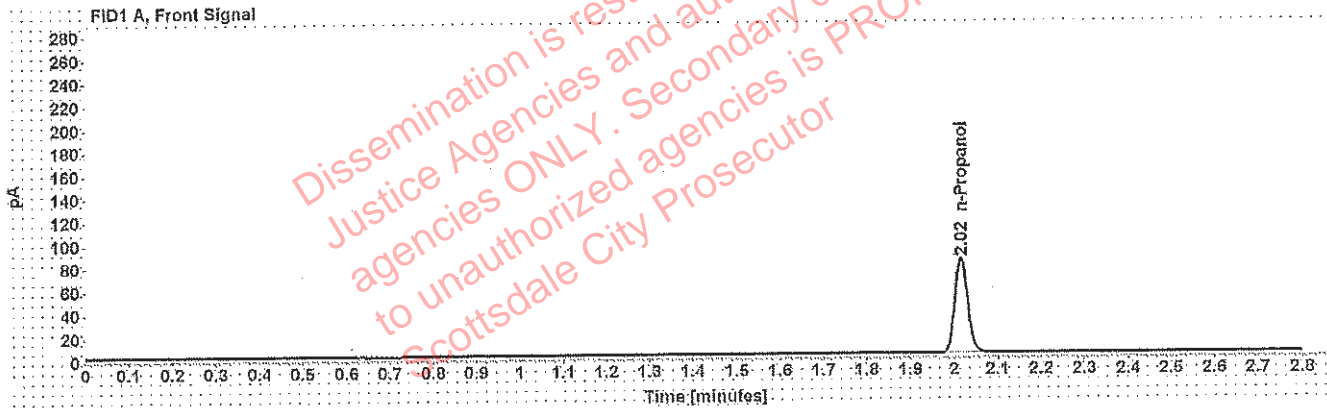 FID1 A, Front Signal
280
260
240
220
200
180
160
140
120
100
80
60
40
20
0
pA
2.02 n-Propanol
0 0.1 0.2 0.3 0.4 0.5 0.6 0.7 0.8 0.9 1 1.1 1.2 1.3 1.4 1.5 1.6 1.7 1.8 1.9 2 2.1 2.2 2.3 2.4 2.5 2.6 2.7 2.8
Time [minutes]
Dissemination is
Justice Agencies and
agencies ONLY. Secondary
to unauthorized agencies is
Scottsdale City Prosecutor